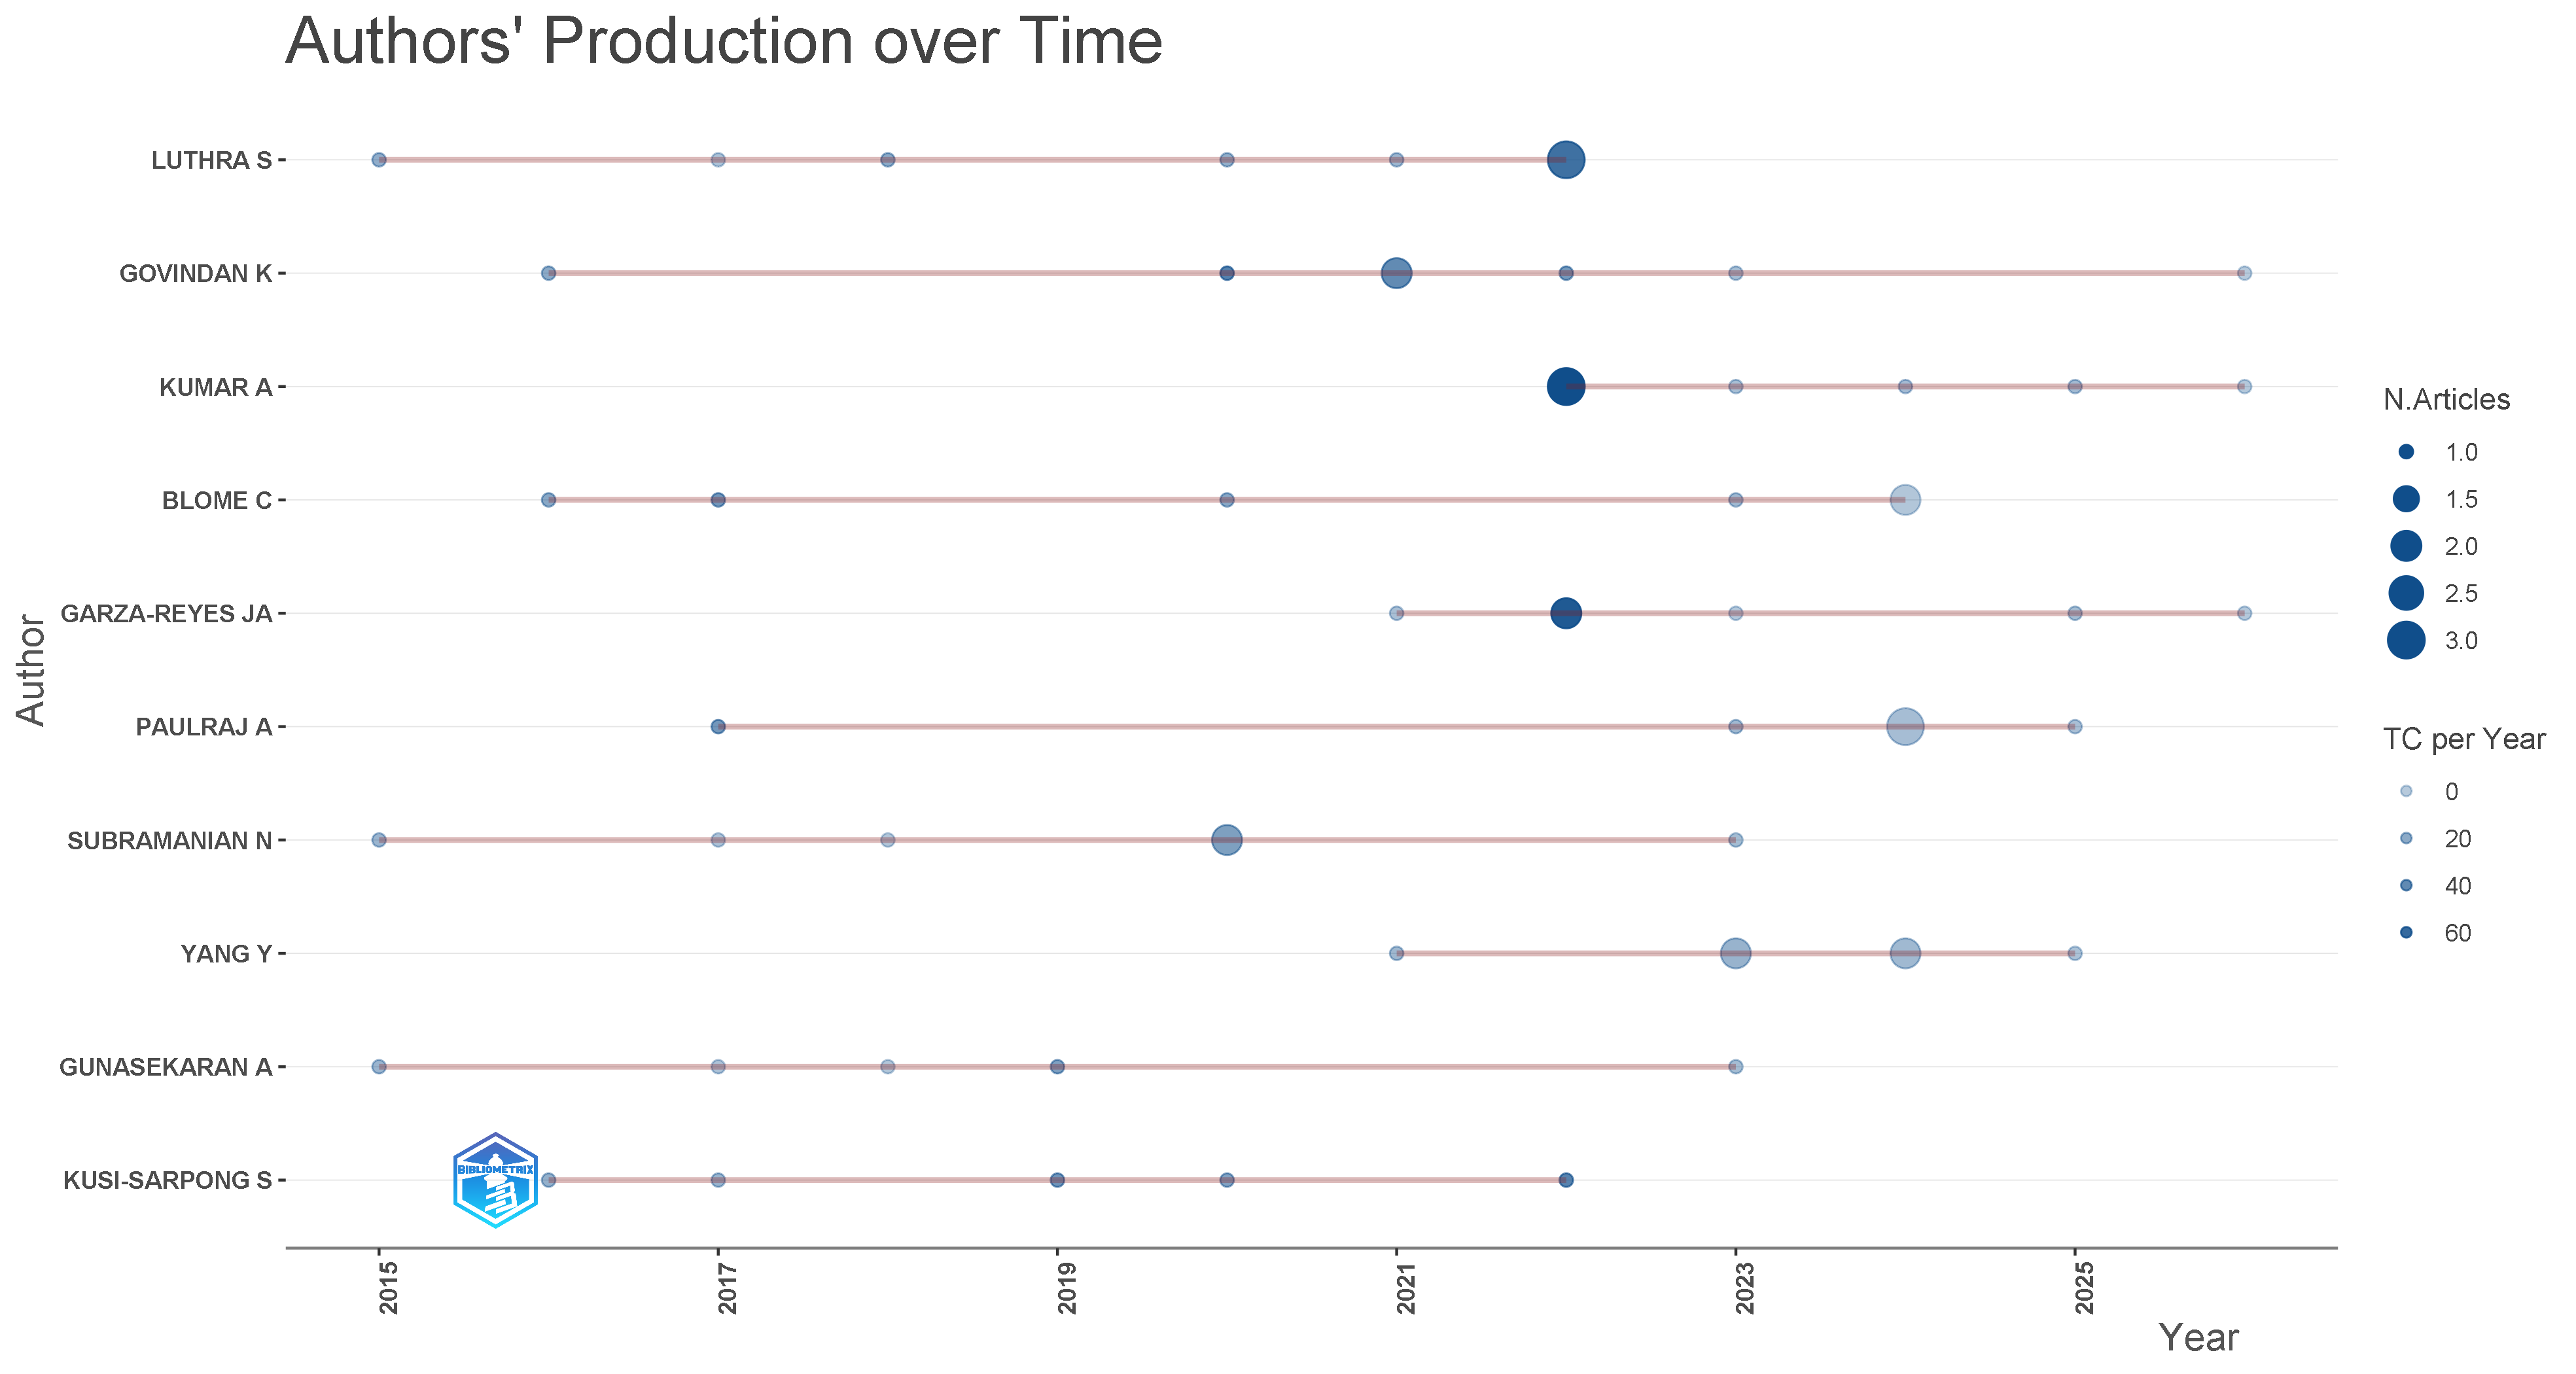 Authors' Production over Time
LUTHRA S
GOVINDAN K
KUMAR A
BLOME C
GARZA-REYES JA
PAULRAJ A
SUBRAMANIAN N
YANG Y
GUNASEKARAN A
KUSI-SARPONG S
Author
BIBLIOMETRIX
2015
2017
2019
2021
2023
2025
Year
N.Articles
1.0
1.5
2.0
2.5
3.0
TC per Year
0
20
40
60